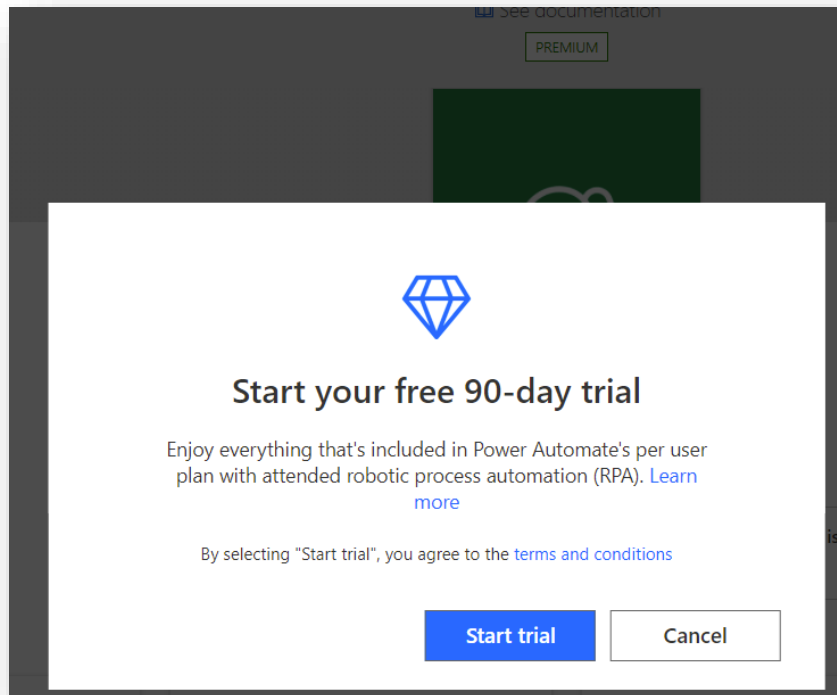 See documentation
PREMIUM
Start your free 90-day trial
Enjoy everything that's included in Power Automate's per user
plan with attended robotic process automation (RPA). Learn
more
is
By selecting "Start trial", you agree to the terms and conditions
Start trial Cancel